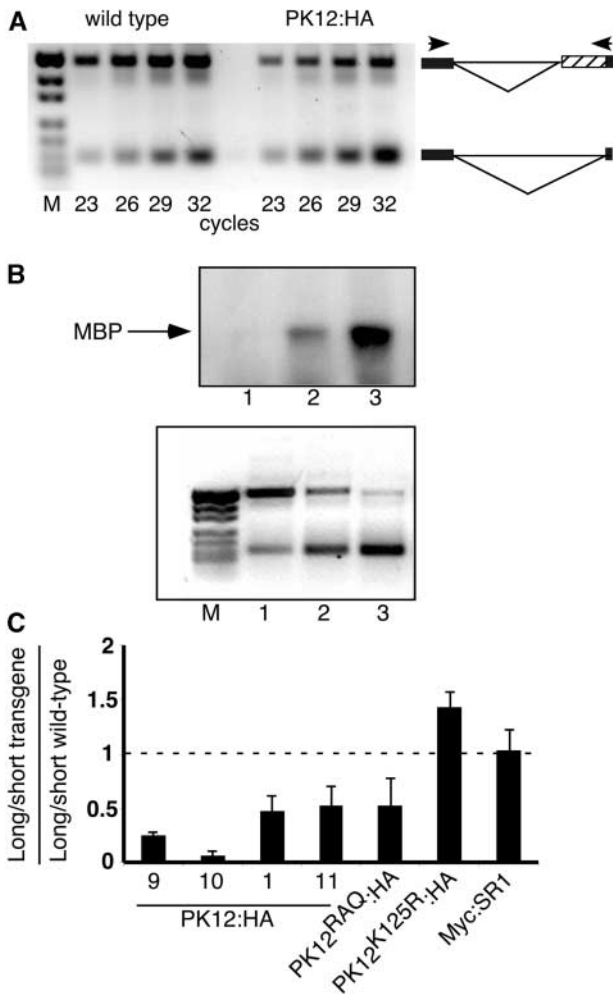 A
wild type PK12:HA
M 23 26 29 32 23 26 29 32
cycles
B
MBP
1 2 3
M 1 2 3
C
Long/short transgene
Long/short wild-type
2
1.5
1
0.5
0
9 10 1 11
PK12:HA
PK12RAQ:HA
PK12K125R:HA
Myc:SR1